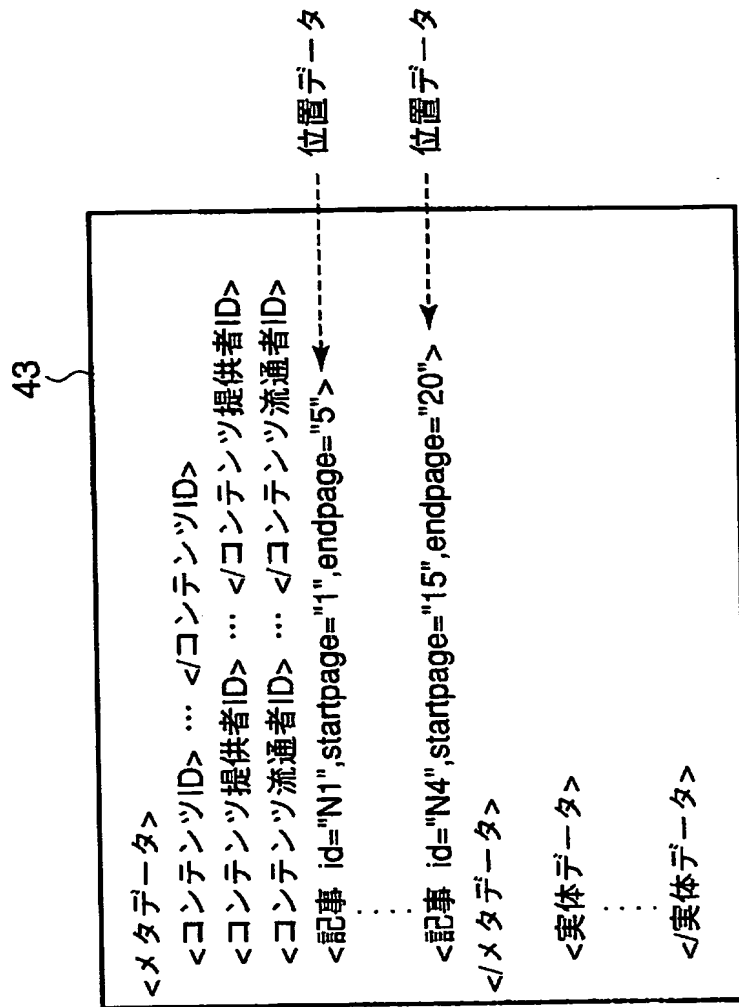 43
<メタデータ>
<コンテンツID> … </コンテンツID>
<コンテンツ提供者ID> … </コンテンツ提供者ID>
<コンテンツ流通者ID> … </コンテンツ流通者ID>
<記事 id="N1",startpage="1",endpage="5"> 位置データ
.....
<記事 id="N4",startpage="15",endpage="20"> 位置データ
</メタデータ>
<実体データ>
.....
</実体データ>